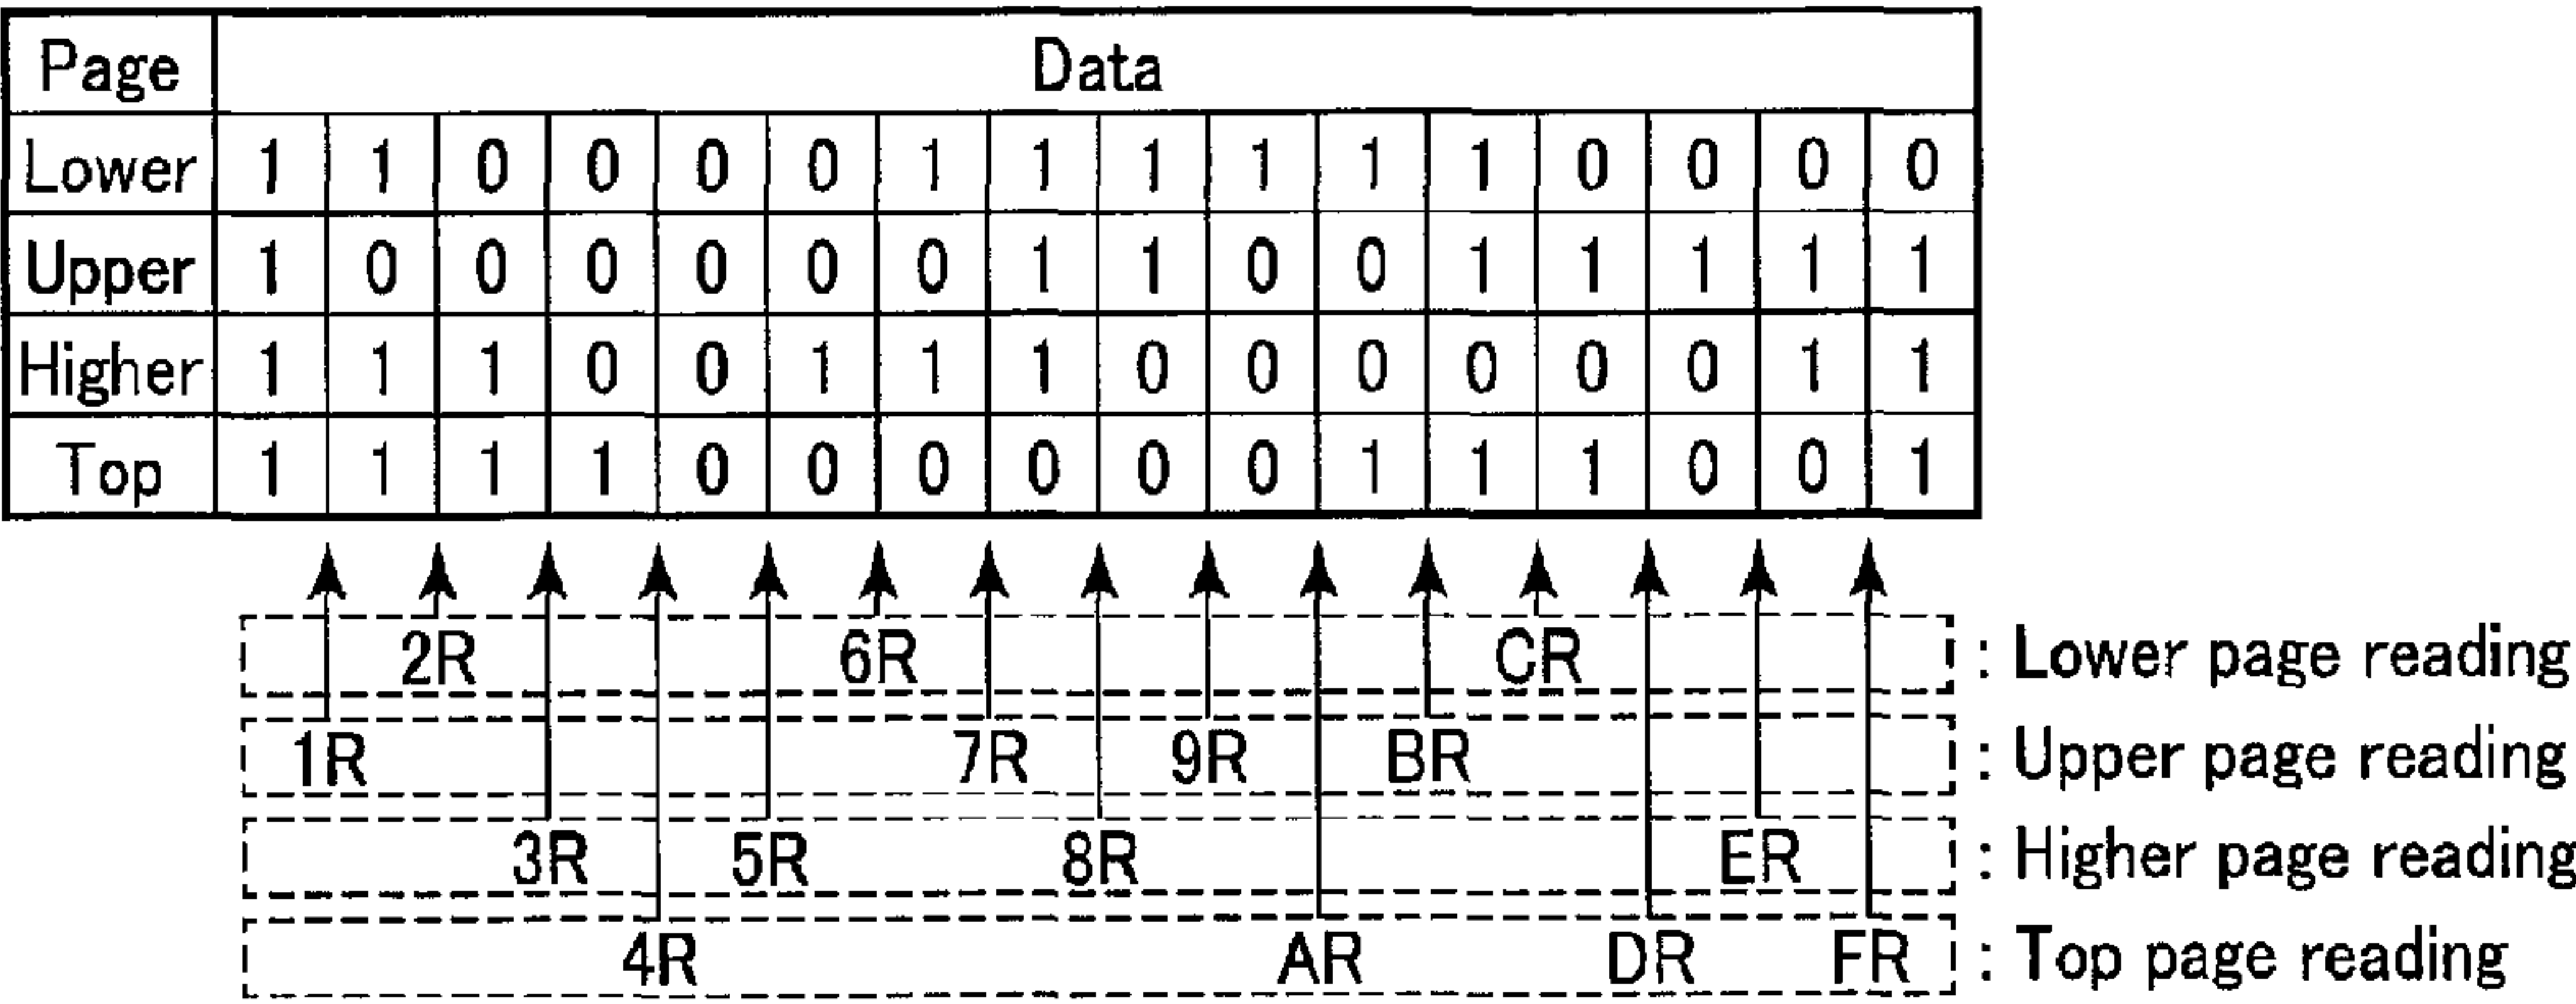 Page Data
Lower 1 1 0 0 0 0 1 1 1 1 1 1 0 0 0 0
Upper 1 0 0 0 0 0 0 1 1 0 0 1 1 1 1 1
Higher 1 1 1 0 0 1 1 1 0 0 0 0 0 0 1 1
Top 1 1 1 1 0 0 0 0 0 0 1 1 1 0 0 1
2R 6R CR : Lower page reading
1R 7R 9R BR : Upper page reading
3R 5R 8R ER : Higher page reading
4R AR DR FR : Top page reading